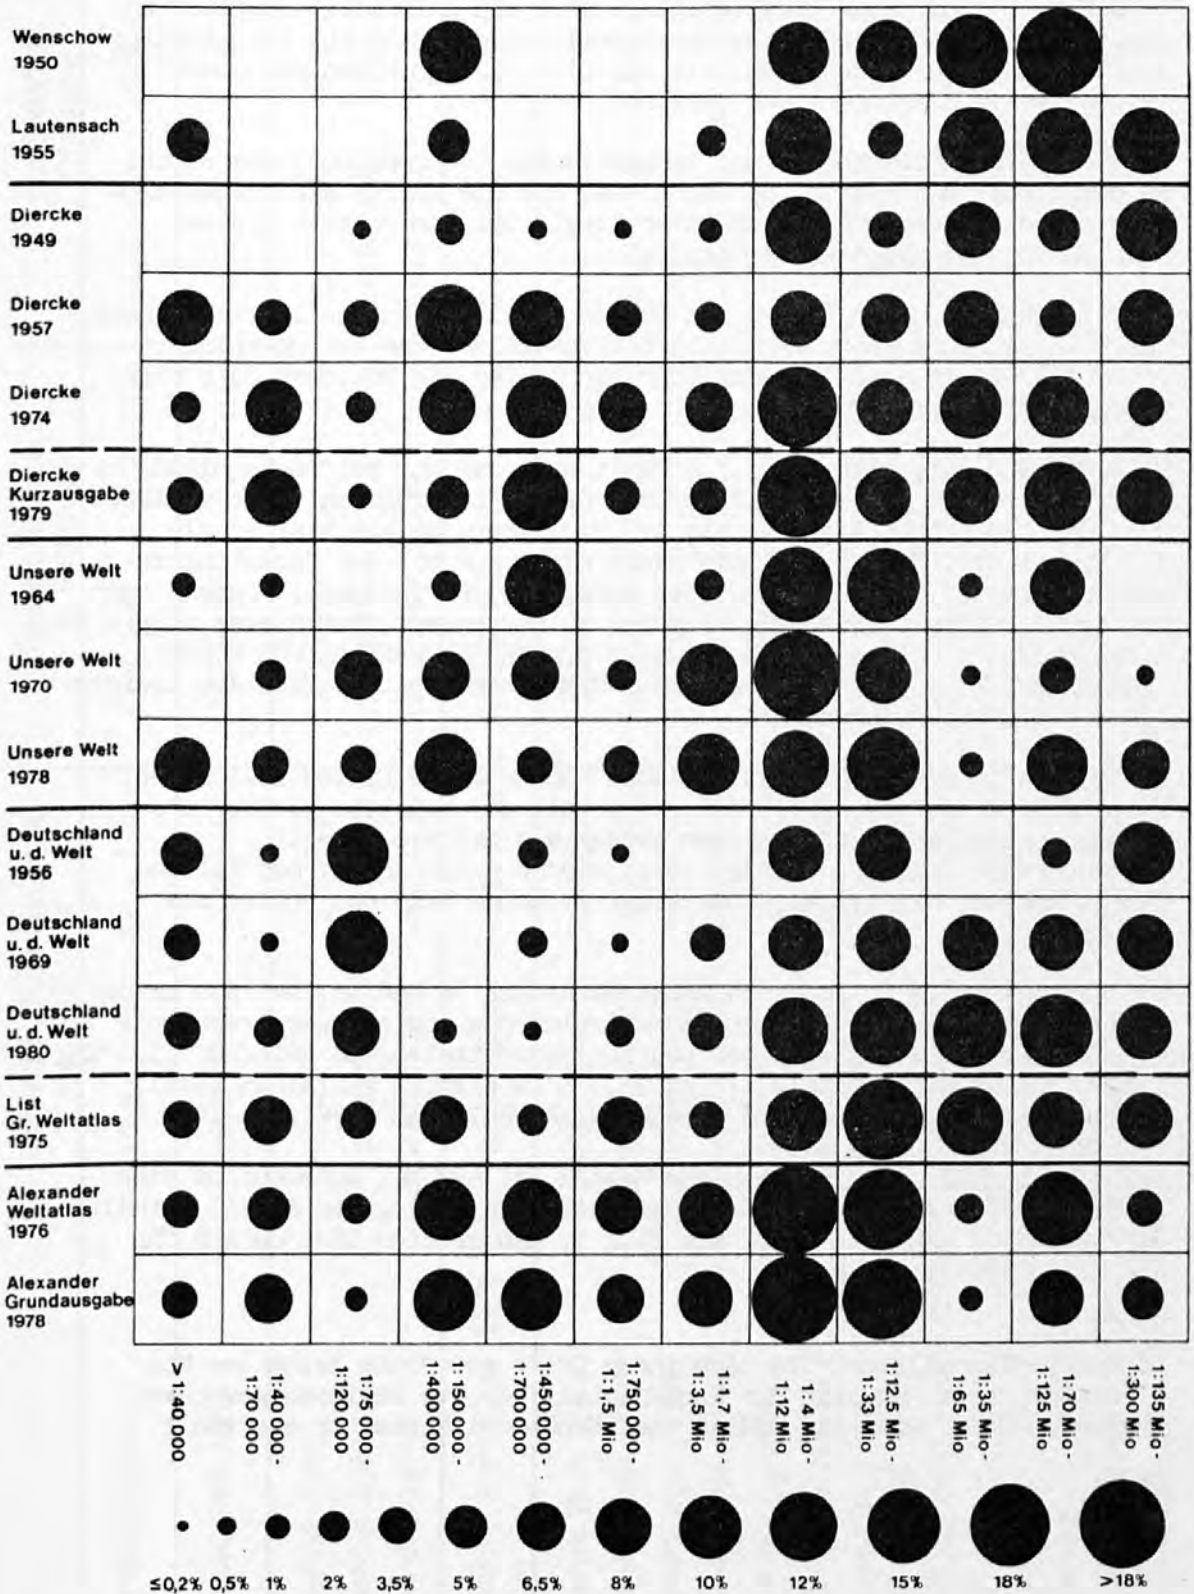 Wenschow
1950
Lautensach
1955
Diercke
1949
Diercke
1957
Diercke
1974
Diercke
Kurzausgabe
1979
Unsere Welt
1964
Unsere Welt
1970
Unsere Welt
1978
Deutschland
u. d. Welt
1956
Deutschland
u. d. Welt
1969
Deutschland
u. d. Welt
1980
List
Gr. Weltatlas
1975
Alexander
Weltatlas
1976
Alexander
Grundausgabe
1978
> 1:40 000
1:40 000 -
1:70 000
1:75 000 -
1:120 000
1:150 000 -
1:400 000
1:450 000 -
1:700 000
1:750 000 -
1:1,5 Mio
1:1,7 Mio -
1:3,5 Mio
1:4 Mio -
1:12 Mio
1:12,5 Mio -
1:33 Mio
1:35 Mio -
1:65 Mio
1:70 Mio -
1:125 Mio
1:135 Mio -
1:300 Mio
≤0,2% 0,5% 1% 2% 3,5% 5% 6,5% 8% 10% 12% 15% 18% >18%